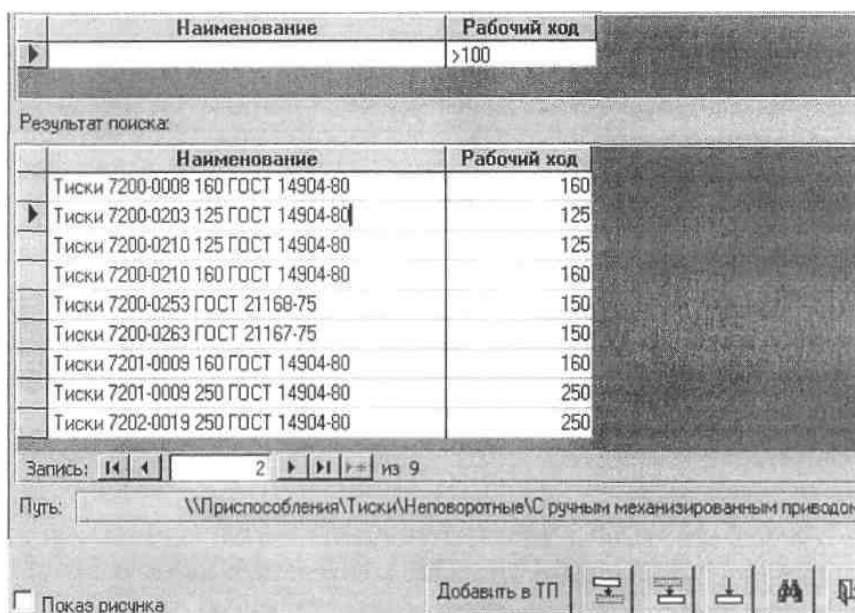 Наименование Рабочий ход
>100
Результат поиска:
Наименование Рабочий ход
Тиски 7200-0008 160 ГОСТ 14904-80 160
Тиски 7200-0203 125 ГОСТ 14904-80 125
Тиски 7200-0210 125 ГОСТ 14904-80 125
Тиски 7200-0210 160 ГОСТ 14904-80 160
Тиски 7200-0253 ГОСТ 21168-75 150
Тиски 7200-0263 ГОСТ 21167-75 150
Тиски 7201-0009 160 ГОСТ 14904-80 160
Тиски 7201-0009 250 ГОСТ 14904-80 250
Тиски 7202-0019 250 ГОСТ 14904-80 250
Запись: 2 из 9
Путь: \\Приспособления\Тиски\Неповоротные\С ручным механизированным приводом
Показ рисунка Добавить в ТП